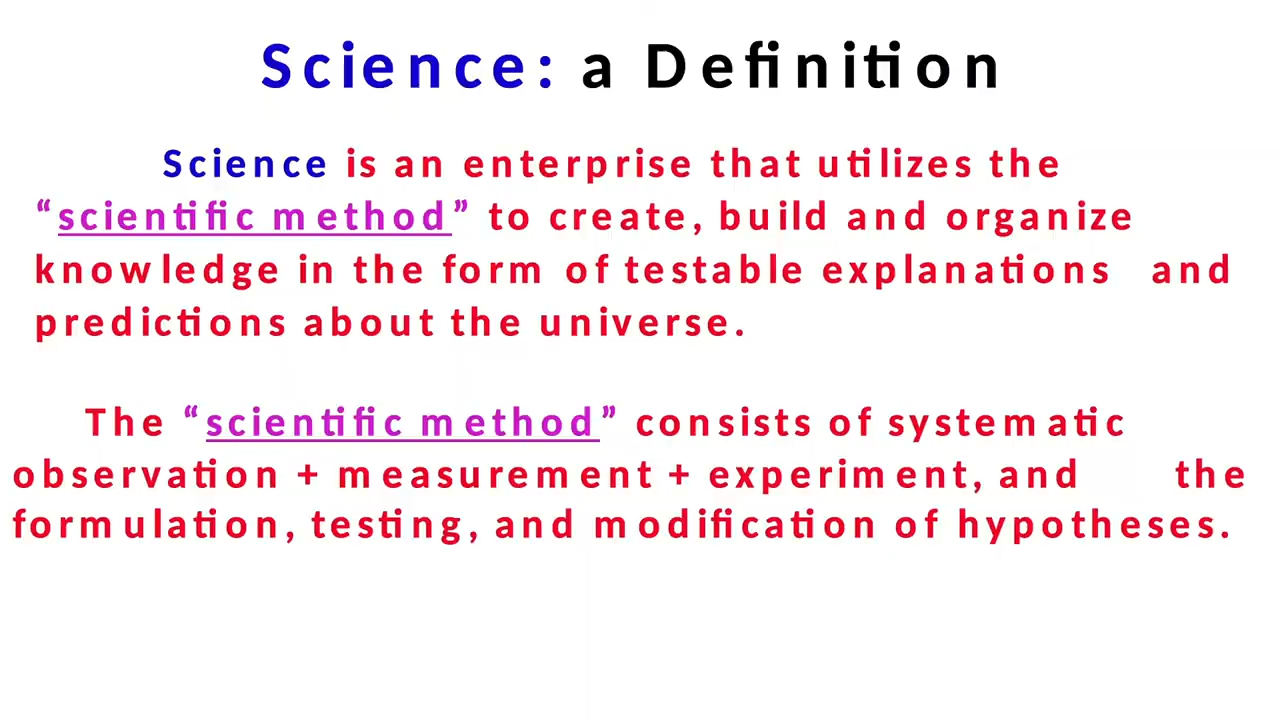 Science: a Definition
Science is an enterprise that utilizes the
“scientific method” to create, build and organize
knowledge in the form of testable explanations and
predictions about the universe.
The “scientific method” consists of systematic
observation + measurement + experiment, and the
formulation, testing, and modification of hypotheses.